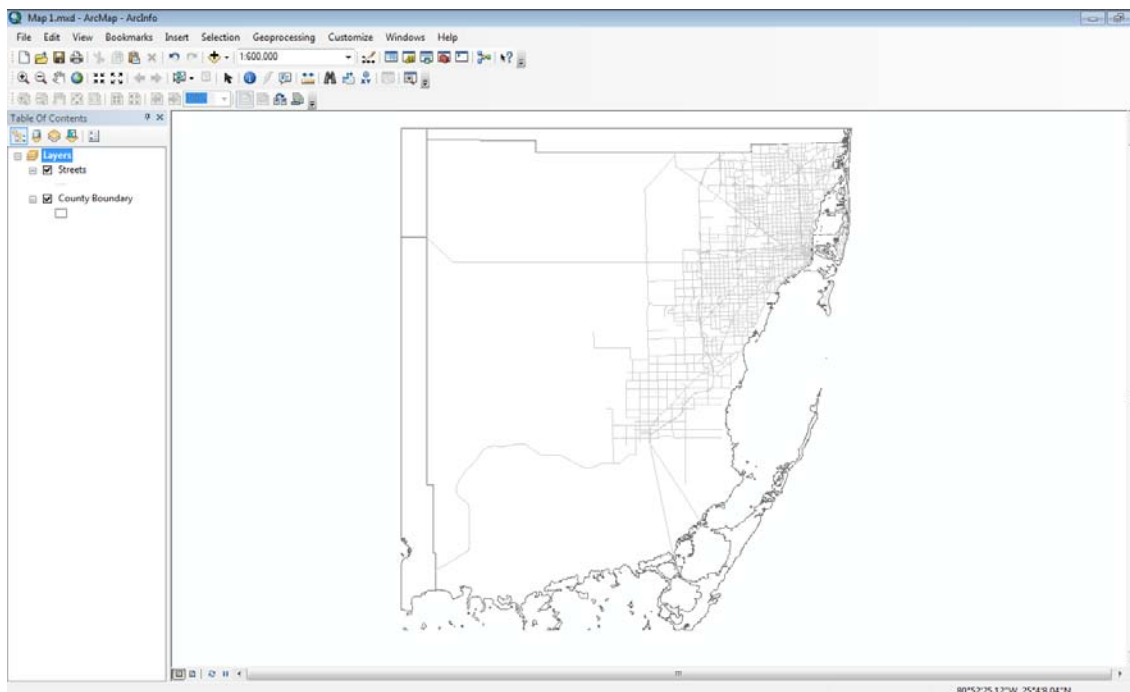 Map 1.mxd - ArcMap - ArcInfo
File Edit View Bookmarks Insert Selection Geoprocessing Customize Windows Help
1:600,000
Table Of Contents
Layers
Streets
County Boundary
80°52'25.12"W 25°4'8.04"N